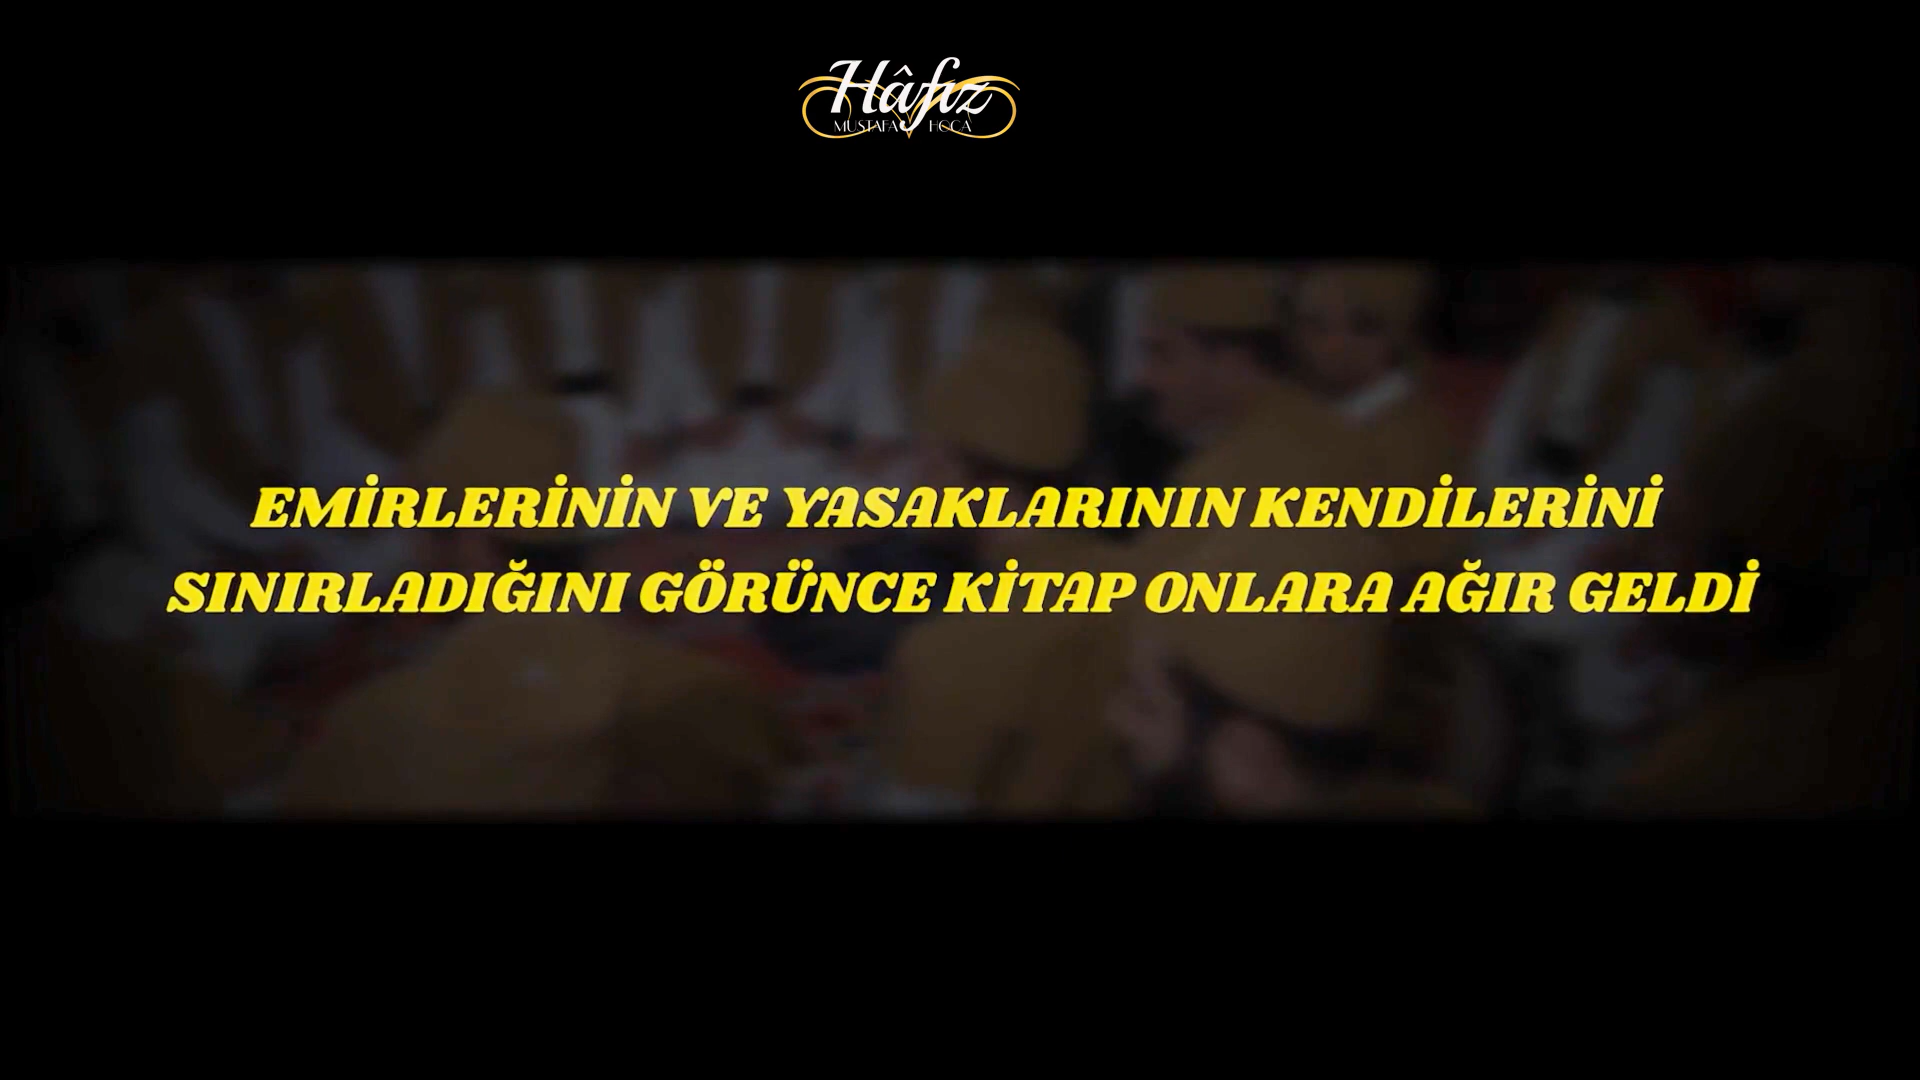 Hâfız
MUSTAFA HOCA
EMİRLERİNİN VE YASAKLARININ KENDİLERİNİ
SINIRLADIĞINI GÖRÜNCE KİTAP ONLARA AĞIR GELDİ